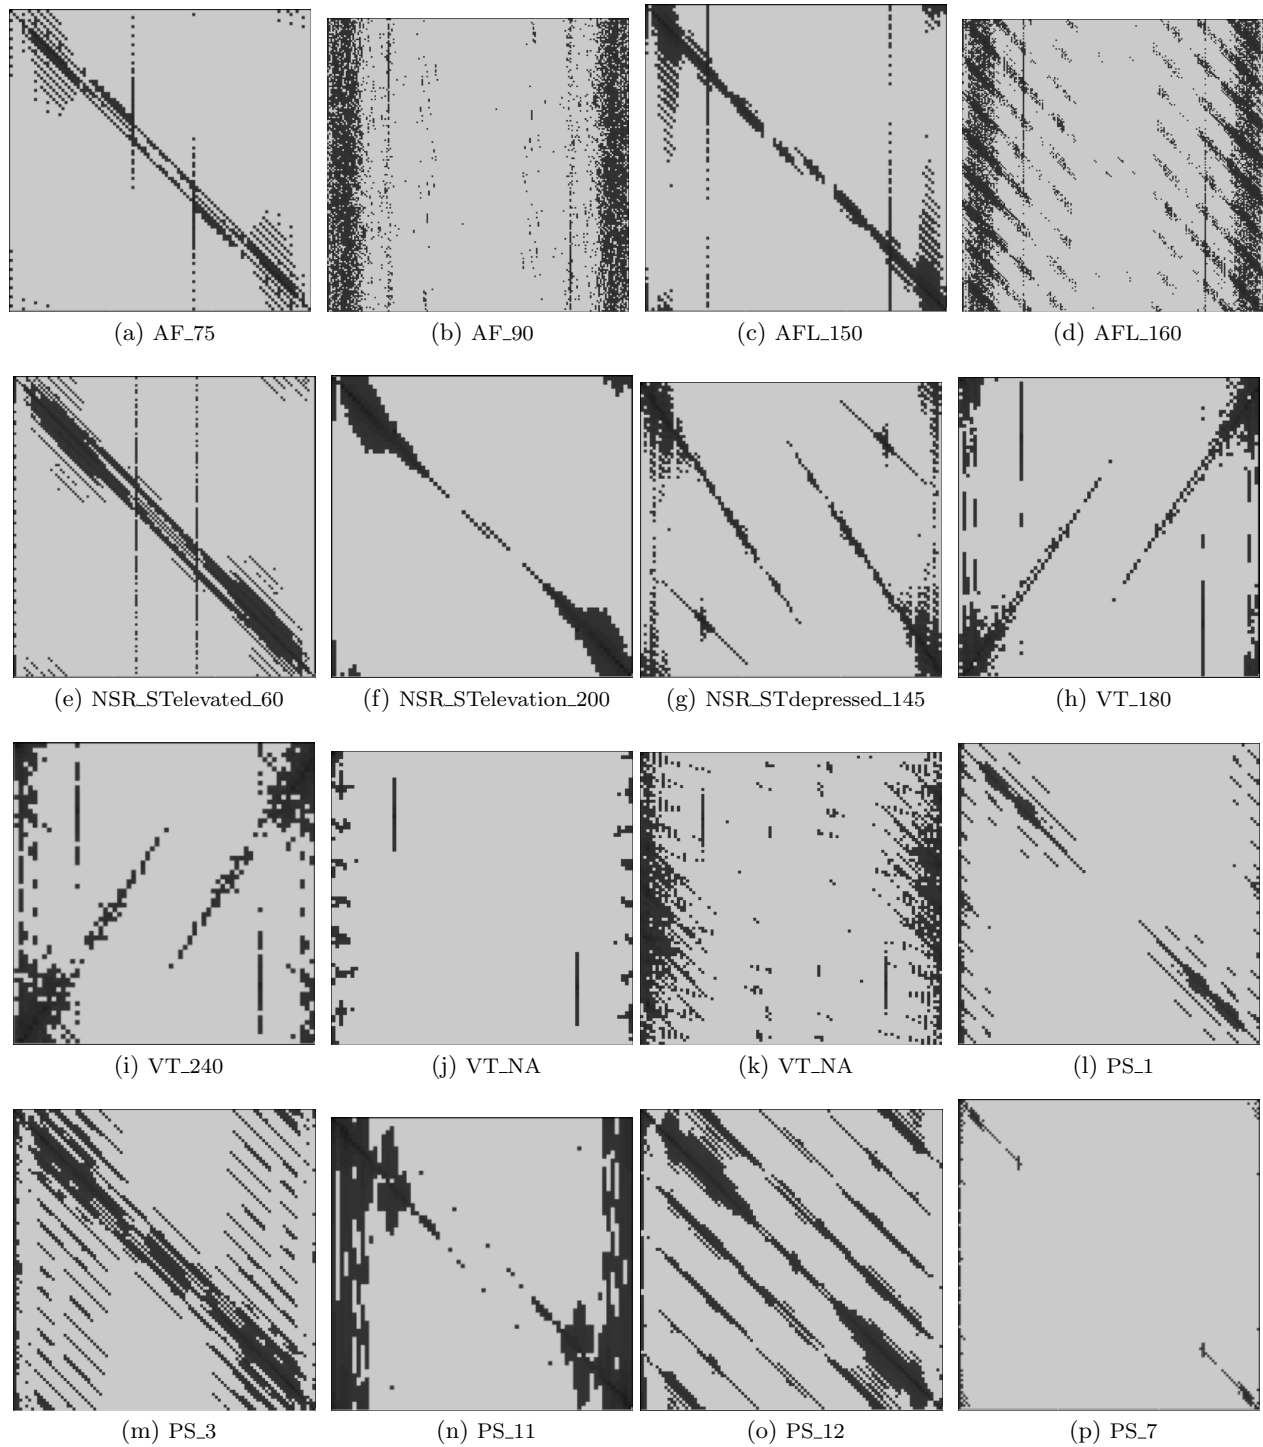 (a) AF_75
(b) AF_90
(c) AFL_150
(d) AFL_160
(e) NSR_STelevated_60
(f) NSR_STelevation_200
(g) NSR_STdepressed_145
(h) VT_180
(i) VT_240
(j) VT_NA
(k) VT_NA
(l) PS_1
(m) PS_3
(n) PS_11
(o) PS_12
(p) PS_7